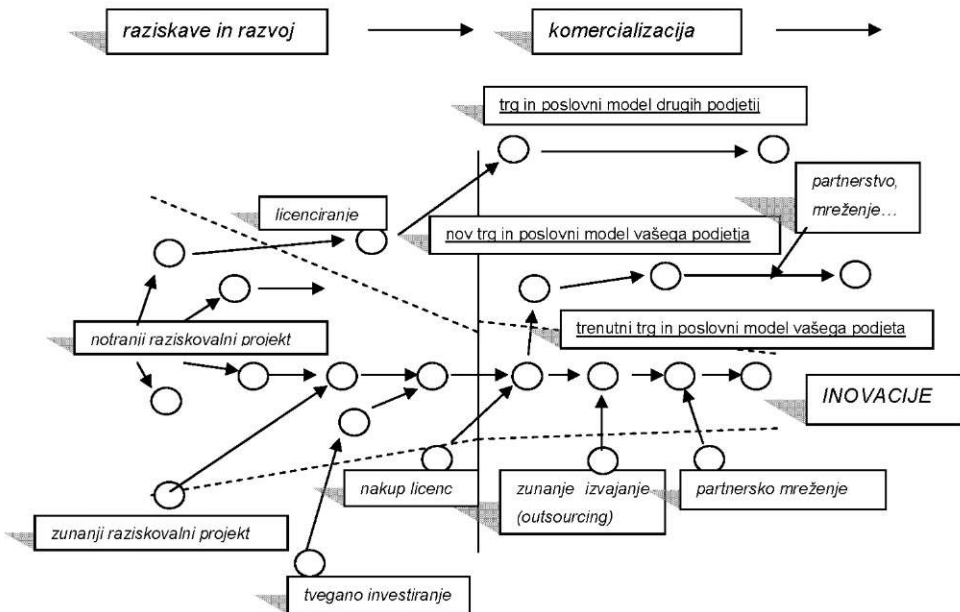 raziskave in razvoj
komercializacija
trg in poslovni model drugih podjetij
partnerstvo,
mreženje…
licenciranje
nov trg in poslovni model vašega podjetja
notranji raziskovalni projekt
trenutni trg in poslovni model vašega podjeta
INOVACIJE
nakup licenc
zunanje izvajanje
(outsourcing)
partnersko mreženje
zunanji raziskovalni projekt
tvegano investiranje